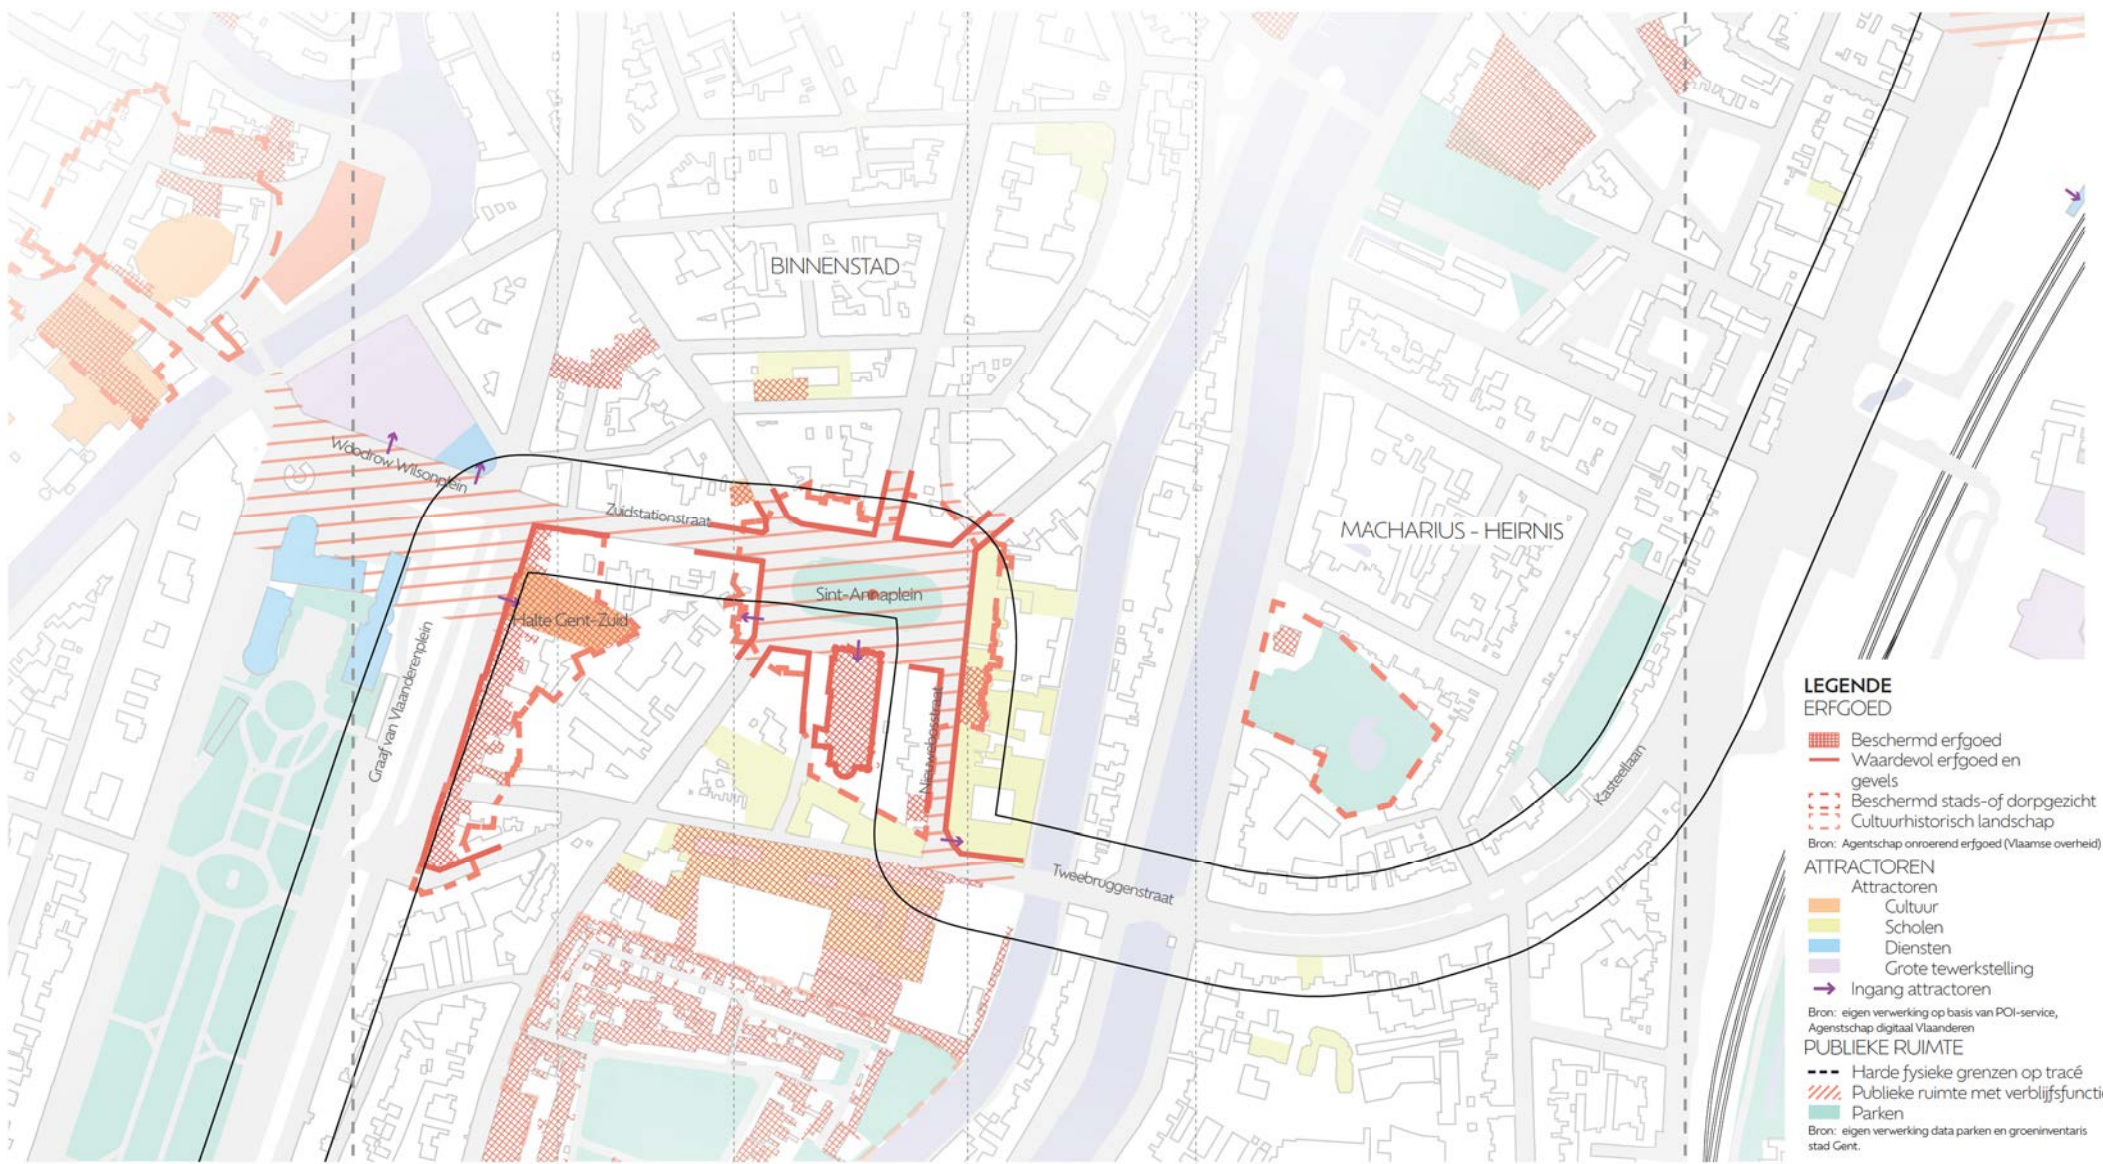 BINNENSTAD
Woodrow Wilsonplein
Zuidstationstraat
MACHARIUS - HEIRNIS
Sint-Annaplein
Halte Gent-Zuid
Graaf van Vlaanderenplein
Nieuwebosstraat
Kasteellaan
Tweebruggenstraat
LEGENDE
ERFGOED
Beschermd erfgoed
Waardevol erfgoed en
gevels
Beschermd stads-of dorpgezicht
Cultuurhistorisch landschap
Bron: Agentschap onroerend erfgoed (Vlaamse overheid)
ATTRACTOREN
Attractoren
Cultuur
Scholen
Diensten
Grote tewerkstelling
Ingang attractoren
Bron: eigen verwerking op basis van POI-service,
Agenstschap digitaal Vlaanderen
PUBLIEKE RUIMTE
Harde fysieke grenzen op tracé
Publieke ruimte met verblijfsfuncti
Parken
Bron: eigen verwerking data parken en groeninventaris
stad Gent.